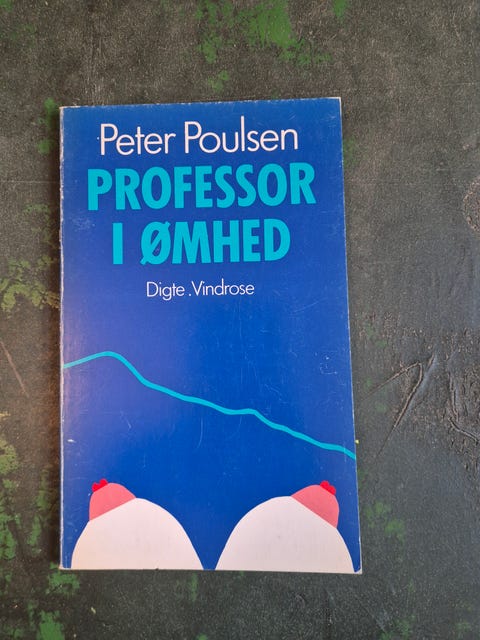 Peter Poulsen
PROFESSOR
I ØMHED
Digte . Vindrose